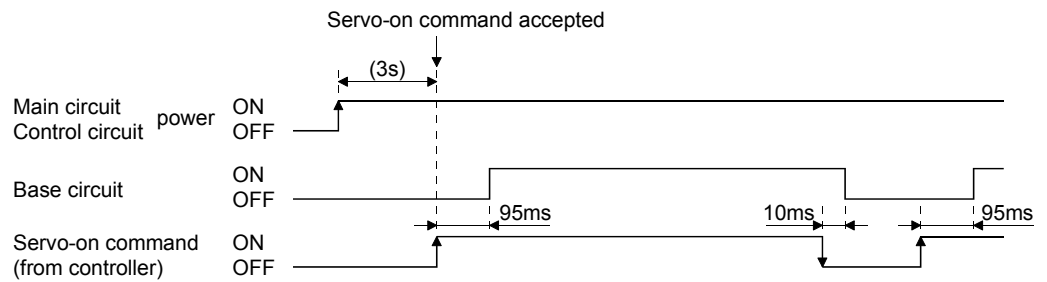 Servo-on command accepted
(3s)
Main circuit
Control circuit
power
ON
OFF
Base circuit
ON
OFF
95ms
10ms
95ms
Servo-on command
(from controller)
ON
OFF